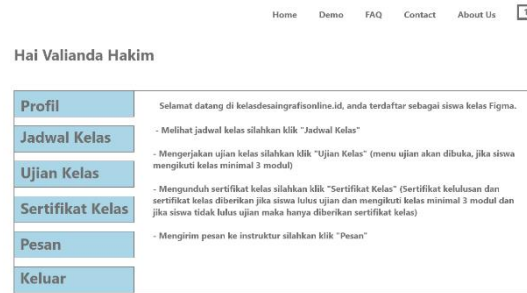 Home Demo FAQ Contact About Us
Hai Valianda Hakim
Profil
Jadwal Kelas
Ujian Kelas
Sertifikat Kelas
Pesan
Keluar
Selamat datang di kelasdesaingrafisonline.id, anda terdaftar sebagai siswa kelas Figma.
- Melihat jadwal kelas silahkan klik "Jadwal Kelas"
- Mengerjakan ujian kelas silahkan klik "Ujian Kelas" (menu ujian akan dibuka, jika siswa
mengikuti kelas minimal 3 modul)
- Mengunduh sertifikat kelas silahkan klik "Sertifikat Kelas" (Sertifikat kelulusan dan
sertifikat kelas diberikan jika siswa lulus ujian dan mengikuti kelas minimal 3 modul dan
jika siswa tidak lulus ujian maka hanya diberikan sertifikat kelas)
- Mengirim pesan ke instruktur silahkan klik "Pesan"